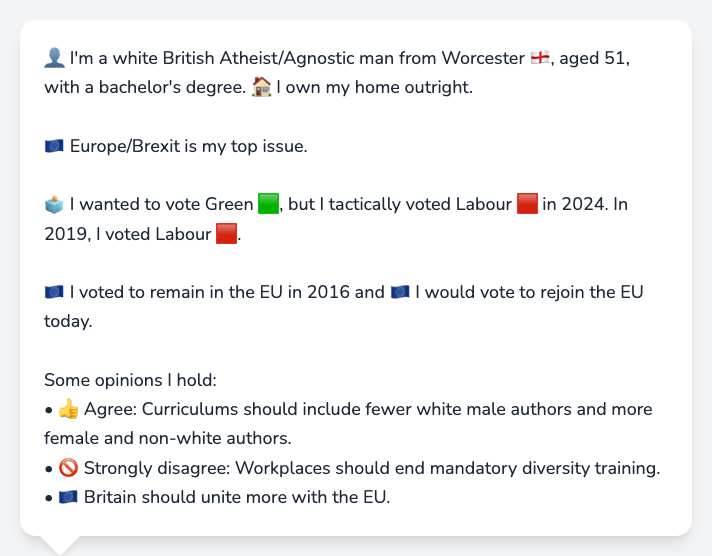 👤 I'm a white British Atheist/Agnostic man from Worcester 🏴󠁧󠁢󠁥󠁮󠁧󠁿, aged 51,
with a bachelor's degree. 🏠 I own my home outright.
🇪🇺 Europe/Brexit is my top issue.
🗳️ I wanted to vote Green 🟩, but I tactically voted Labour 🟥 in 2024. In
2019, I voted Labour 🟥.
🇪🇺 I voted to remain in the EU in 2016 and 🇪🇺 I would vote to rejoin the EU
today.
Some opinions I hold:
• 👍 Agree: Curriculums should include fewer white male authors and more
female and non-white authors.
• 🚫 Strongly disagree: Workplaces should end mandatory diversity training.
• 🇪🇺 Britain should unite more with the EU.